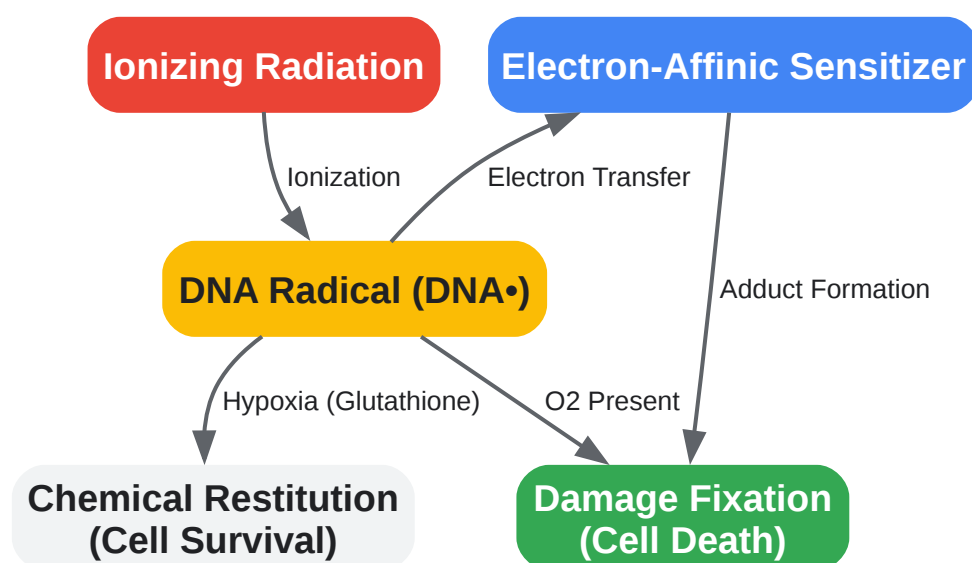 Ionizing Radiation
Electron-Affinic Sensitizer
Ionization
Electron Transfer
DNA Radical (DNA•)
Adduct Formation
Hypoxia (Glutathione)
O2 Present
Chemical Restitution
(Cell Survival)
Damage Fixation
(Cell Death)